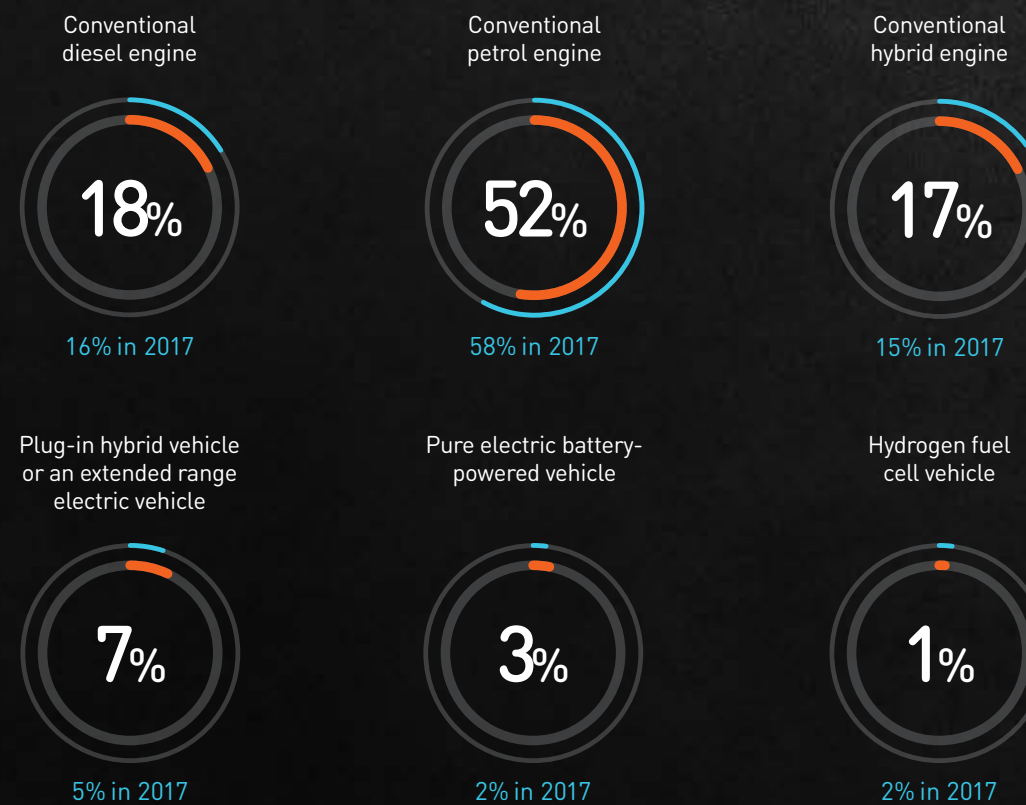 Conventional
diesel engine
18%
16% in 2017
Conventional
petrol engine
52%
58% in 2017
Conventional
hybrid engine
17%
15% in 2017
Plug-in hybrid vehicle
or an extended range
electric vehicle
7%
5% in 2017
Pure electric battery-
powered vehicle
3%
2% in 2017
Hydrogen fuel
cell vehicle
1%
2% in 2017